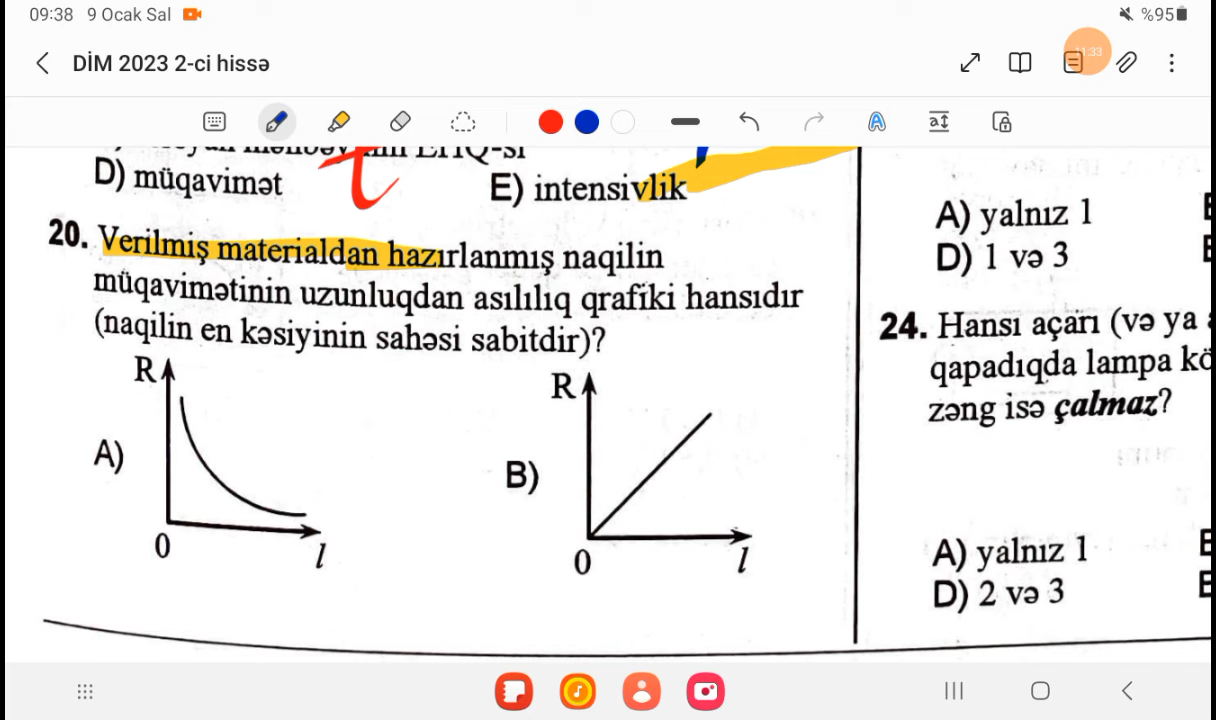 09:38 9 Ocak Sal
%95
DİM 2023 2-ci hissə
11:33
D) müqavimət
E) intensivlik
20. Verilmiş materialdan hazırlanmış naqilin
müqavimətinin uzunluqdan asılılıq qrafiki hansıdır
(naqilin en kəsiyinin sahəsi sabitdir)?
A)
R
0
l
B)
R
0
l
A) yalnız 1
D) 1 və 3
24. Hansı açarı (və ya
qapadıqda lampa
zəng isə çalmaz?
A) yalnız 1
D) 2 və 3